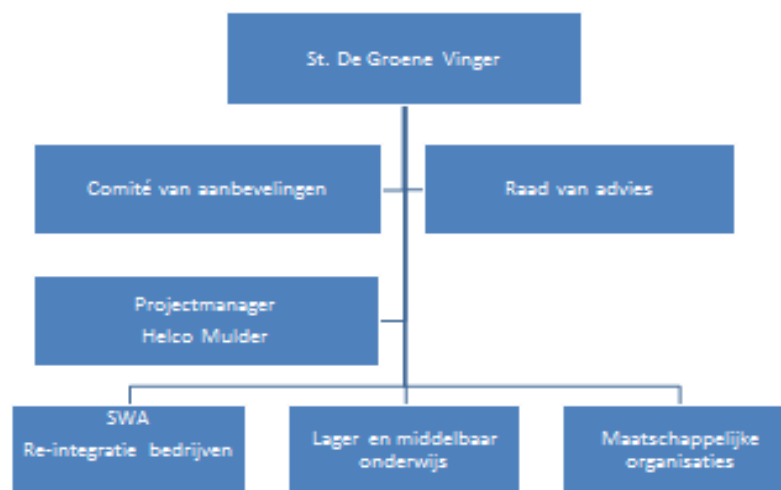 St. De Groene Vinger
Comité van aanbevelingen
Raad van advies
Projectmanager
Helco Mulder
SWA
Re-integratie bedrijven
Lager en middelbaar
onderwijs
Maatschappelijke
organisaties